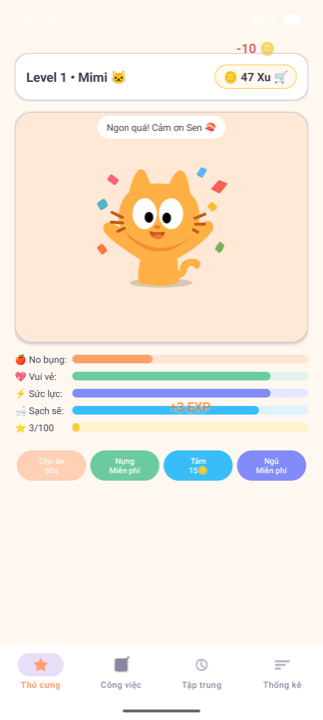 -10
Level 1 • Mimi
47 Xu
Ngon quá! Cảm ơn Sen
No bụng:
Vui vẻ:
Sức lực:
Sạch sẽ:
+3 EXP
3/100
Cho ăn
60s
Nựng
Miễn phí
Tắm
15
Ngủ
Miễn phí
Thú cưng
Công việc
Tập trung
Thống kê